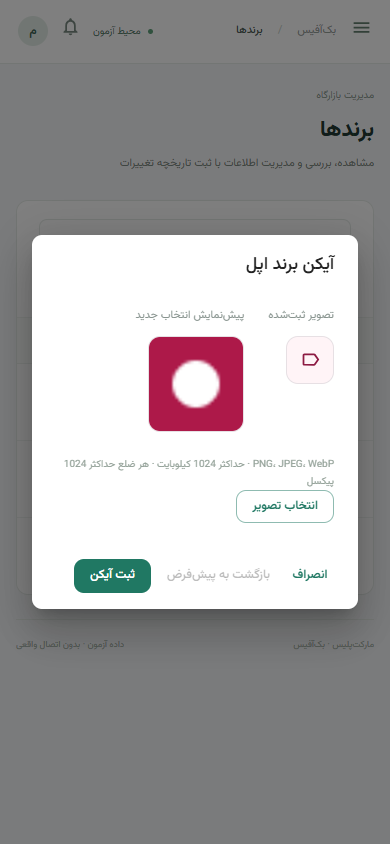 بک‌آفیس / برندها
محیط آزمون
م
مدیریت بازارگاه
برندها
مشاهده، بررسی و مدیریت اطلاعات با ثبت تاریخچه تغییرات
آیکن برند اپل
تصویر ثبت‌شده
پیش‌نمایش انتخاب جدید
PNG، JPEG، WebP · حداکثر 1024 کیلوبایت · هر ضلع حداکثر 1024
پیکسل
انتخاب تصویر
انصراف
بازگشت به پیش‌فرض
ثبت آیکن
مارکت‌پلیس · بک‌آفیس
داده آزمون · بدون اتصال واقعی